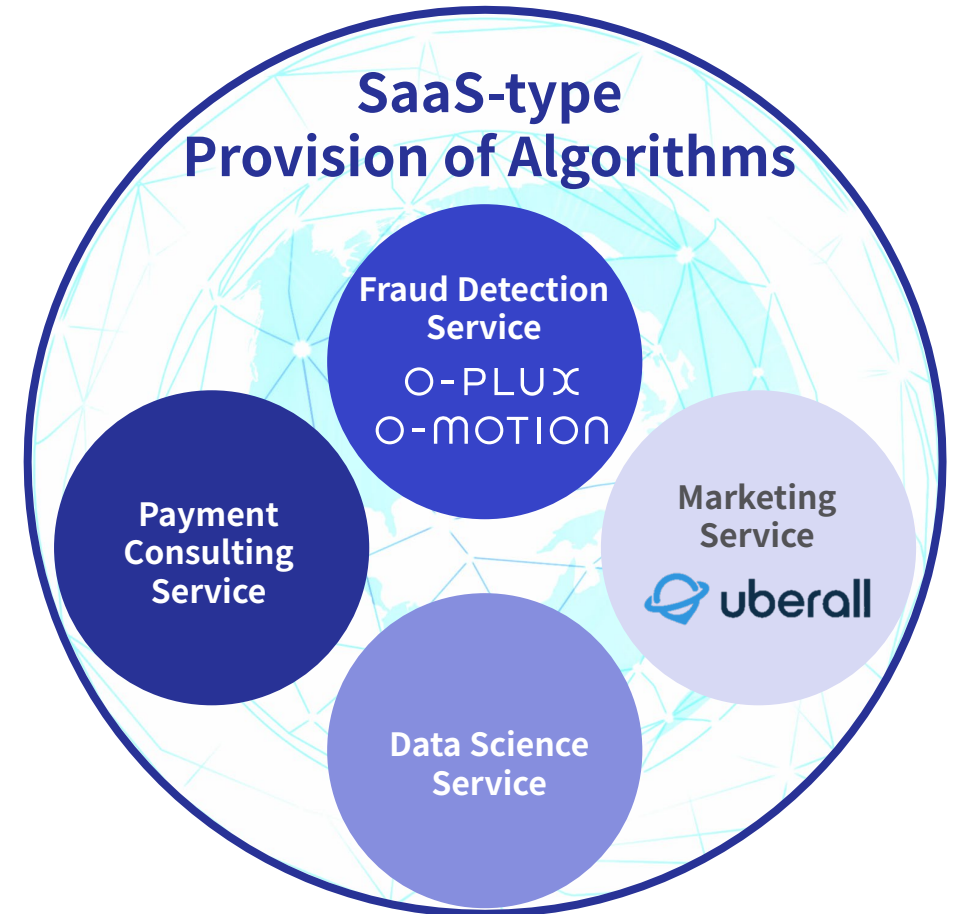 SaaS-type
Provision of Algorithms
Fraud Detection
Service
O-PLUX
O-MOTION
Payment
Consulting
Service
Marketing
Service
uberall
Data Science
Service